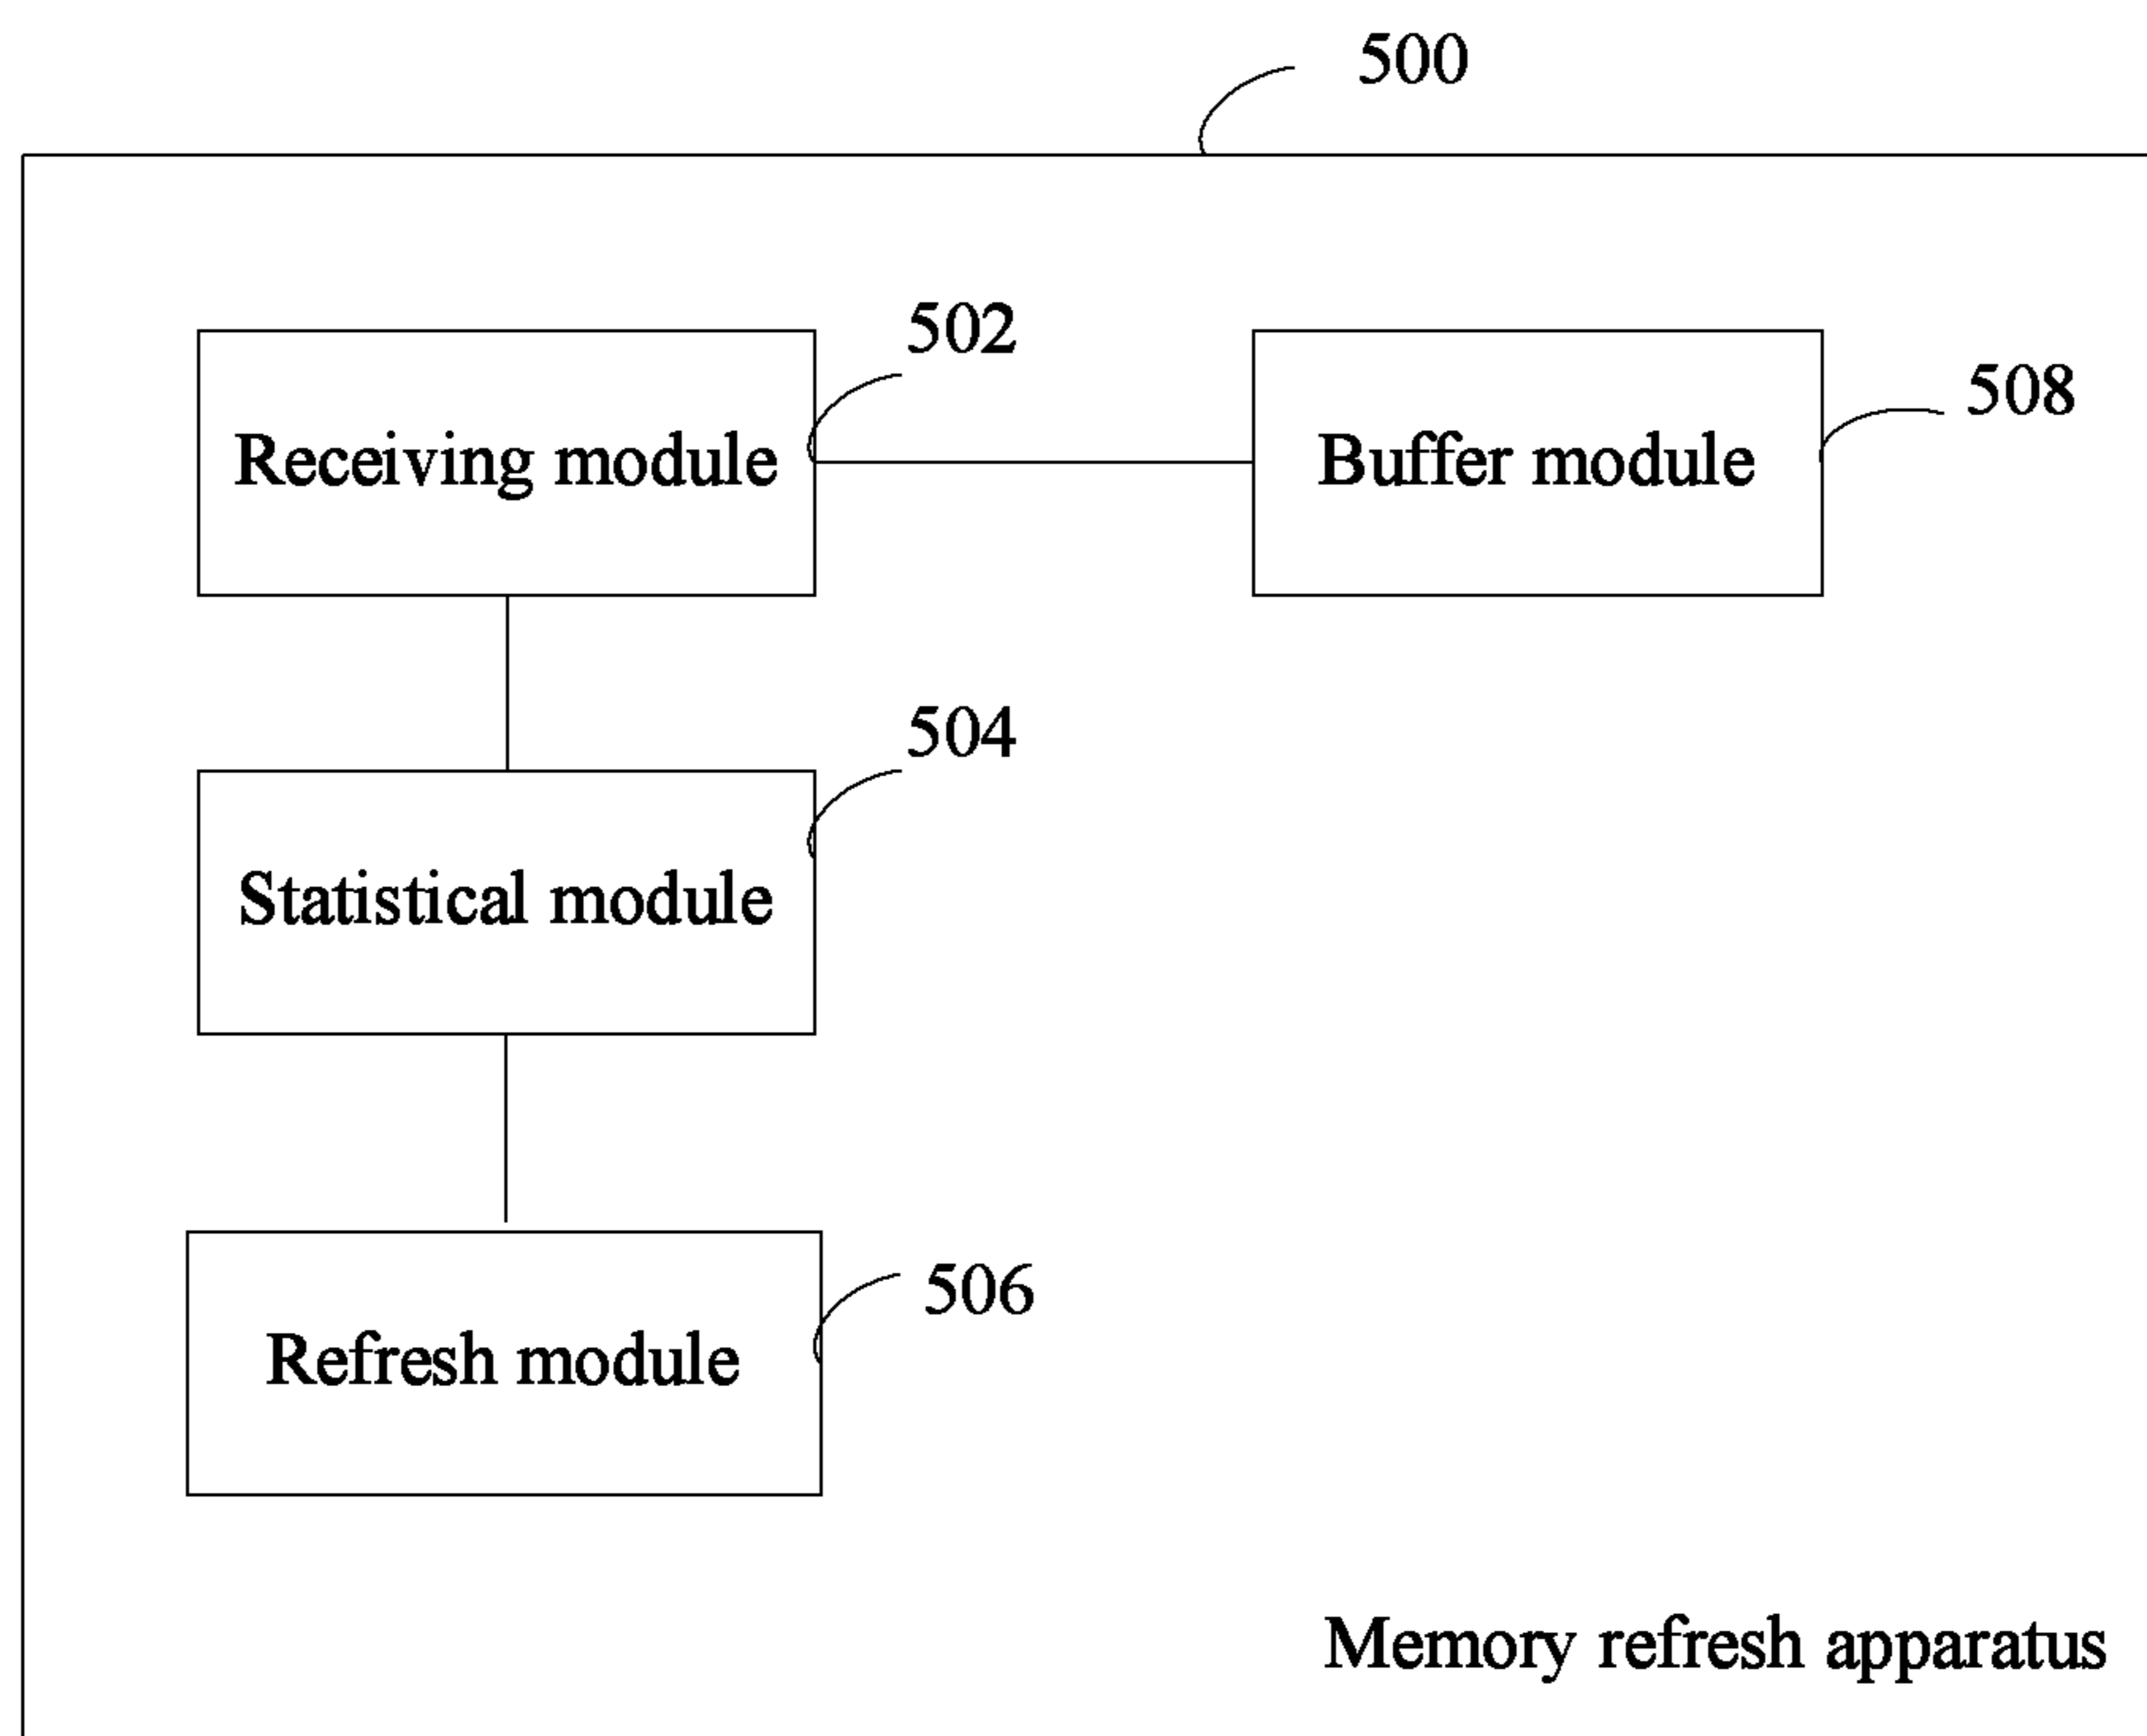 500
502
Receiving module
Buffer module
508
504
Statistical module
506
Refresh module
Memory refresh apparatus